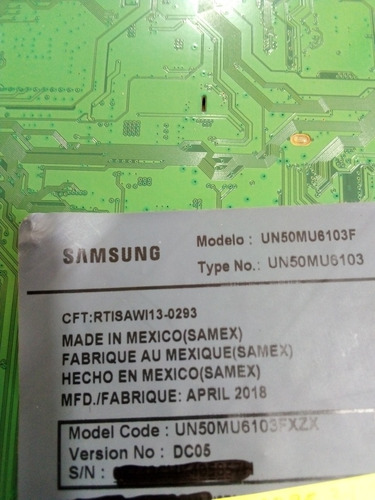 SAMSUNG
Modelo : UN50MU6103F
Type No.: UN50MU6103
CFT:RTISAWI13-0293
MADE IN MEXICO(SAMEX)
FABRIQUE AU MEXIQUE(SAMEX)
HECHO EN MEXICO(SAMEX)
MFD./FABRIQUE: APRIL 2018
Model Code : UN50MU6103FXZX
Version No : DC05
S/N :